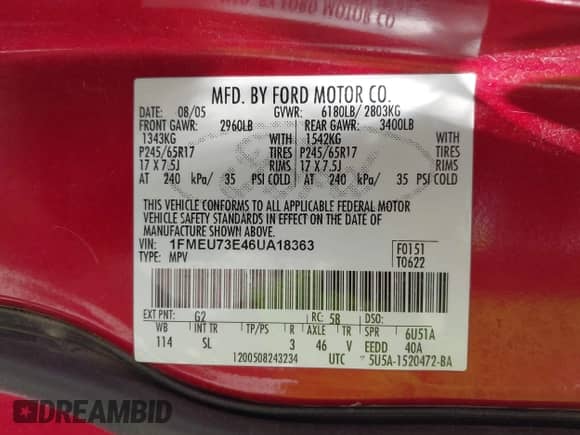 MFD. BY FORD MOTOR CO.
DATE: 08/05 GVWR: 6180LB/ 2803KG
FRONT GAWR: 2960LB REAR GAWR: 3400LB
1343KG WITH 1542KG WITH
P245/65R17 TIRES P245/65R17 TIRES
17 X 7.5J RIMS 17 X 7.5J RIMS
AT 240 kPa/ 35 PSI COLD AT 240 kPa/ 35 PSI COLD
THIS VEHICLE CONFORMS TO ALL APPLICABLE FEDERAL MOTOR
VEHICLE SAFETY STANDARDS IN EFFECT ON THE DATE OF
MANUFACTURE SHOWN ABOVE.
VIN: 1FMEU73E46UA18363 F0151
TYPE: MPV T0622
EXT PNT: G2 RC: 5B DSO:
WB INT TR TP/PS R AXLE TR SPR 6U51A
114 SL 3 46 V EEDD 40A
1200508243234 UTC 5U5A-1520472-BA
DREAMBID